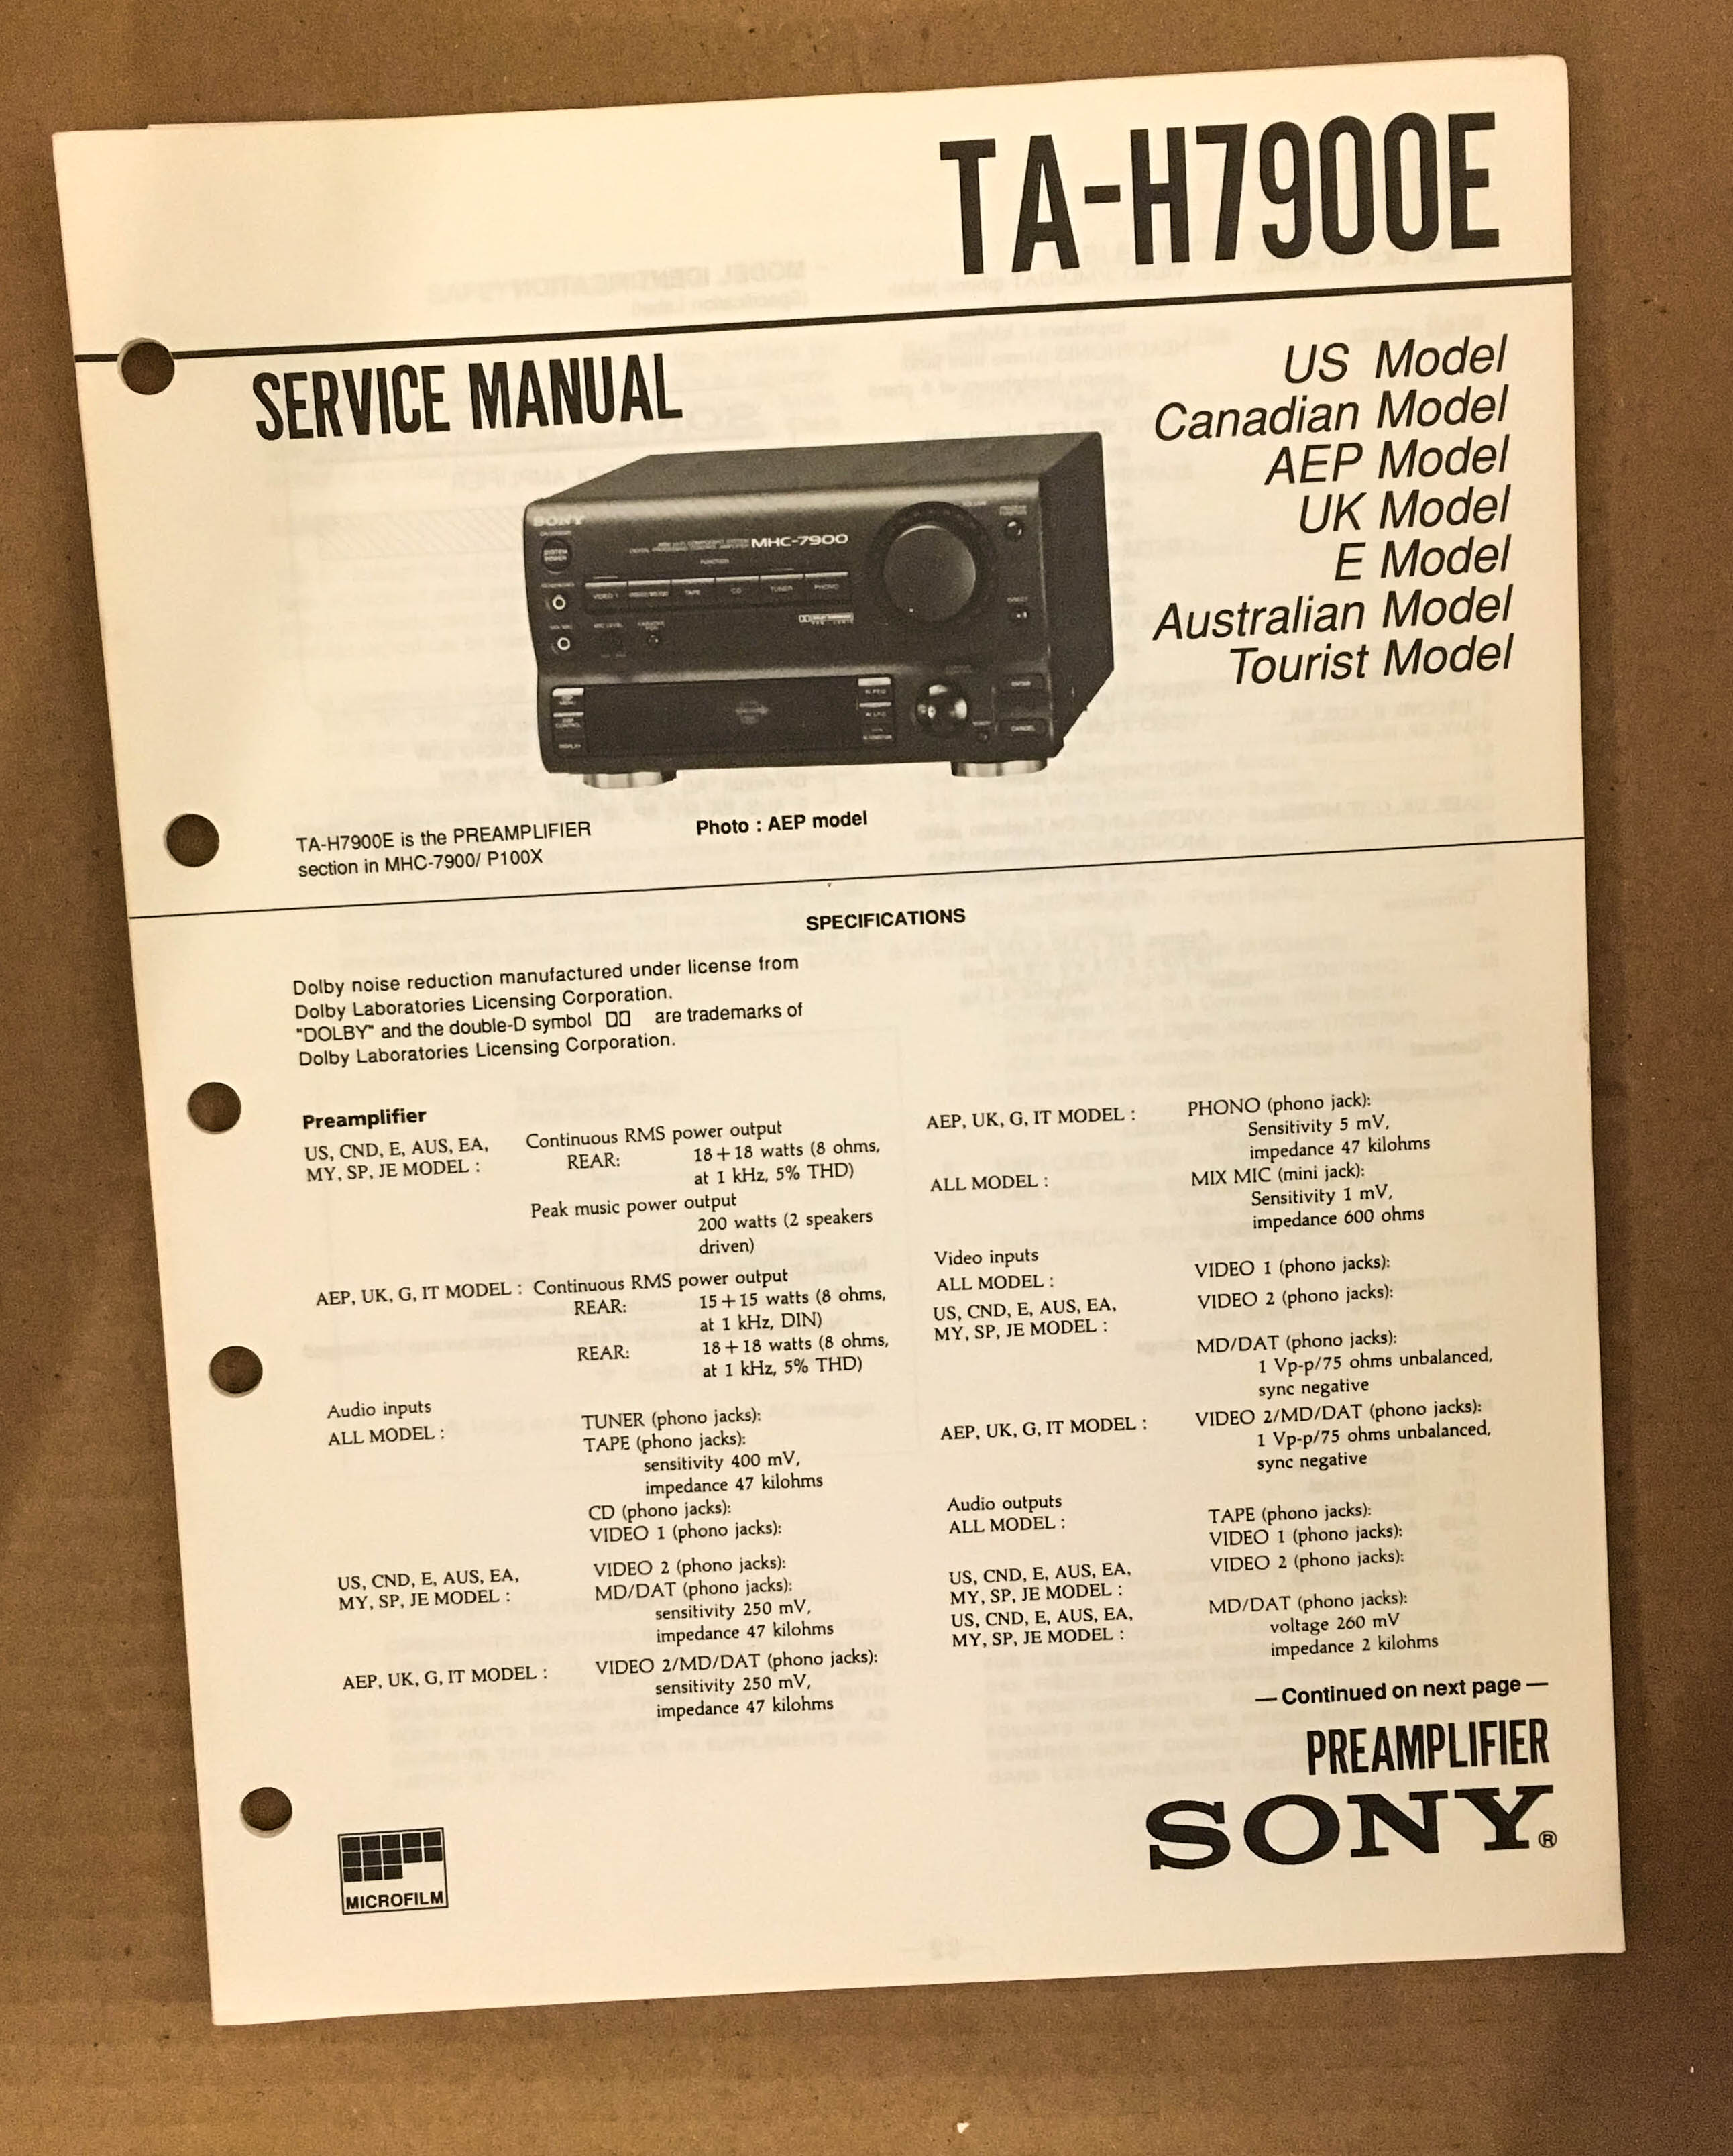 TA-H7900E
SERVICE MANUAL
US Model
Canadian Model
AEP Model
UK Model
E Model
Australian Model
Tourist Model
SONY
SYSTEM
POWER
MHC-7900
FUNCTION
VIDEO 1
TAPE
CD
TUNER
PHONO
MIC LEVEL
DIRECT
ENTER
CANCEL
DISPLAY
TA-H7900E is the PREAMPLIFIER
section in MHC-7900/ P100X
Photo : AEP model
SPECIFICATIONS
Dolby noise reduction manufactured under license from
Dolby Laboratories Licensing Corporation.
"DOLBY" and the double-D symbol are trademarks of
Dolby Laboratories Licensing Corporation.
Preamplifier
US, CND, E, AUS, EA,
MY, SP, JE MODEL :
Continuous RMS power output
REAR: 18+18 watts (8 ohms,
at 1 kHz, 5% THD)
Peak music power output
200 watts (2 speakers
driven)
AEP, UK, G, IT MODEL : Continuous RMS power output
REAR: 15+15 watts (8 ohms,
at 1 kHz, DIN)
REAR: 18+18 watts (8 ohms,
at 1 kHz, 5% THD)
Audio inputs
ALL MODEL :
TUNER (phono jacks):
TAPE (phono jacks):
sensitivity 400 mV,
impedance 47 kilohms
CD (phono jacks):
VIDEO 1 (phono jacks):
US, CND, E, AUS, EA,
MY, SP, JE MODEL :
VIDEO 2 (phono jacks):
MD/DAT (phono jacks):
sensitivity 250 mV,
impedance 47 kilohms
AEP, UK, G, IT MODEL : VIDEO 2/MD/DAT (phono jacks):
sensitivity 250 mV,
impedance 47 kilohms
AEP, UK, G, IT MODEL : PHONO (phono jack):
Sensitivity 5 mV,
impedance 47 kilohms
ALL MODEL : MIX MIC (mini jack):
Sensitivity 1 mV,
impedance 600 ohms
Video inputs
ALL MODEL : VIDEO 1 (phono jacks):
US, CND, E, AUS, EA,
MY, SP, JE MODEL :
VIDEO 2 (phono jacks):
MD/DAT (phono jacks):
1 Vp-p/75 ohms unbalanced,
sync negative
AEP, UK, G, IT MODEL : VIDEO 2/MD/DAT (phono jacks):
1 Vp-p/75 ohms unbalanced,
sync negative
Audio outputs
ALL MODEL :
TAPE (phono jacks):
VIDEO 1 (phono jacks):
US, CND, E, AUS, EA,
MY, SP, JE MODEL :
VIDEO 2 (phono jacks):
US, CND, E, AUS, EA,
MY, SP, JE MODEL :
MD/DAT (phono jacks):
voltage 260 mV
impedance 2 kilohms
— Continued on next page —
PREAMPLIFIER
SONY®
MICROFILM